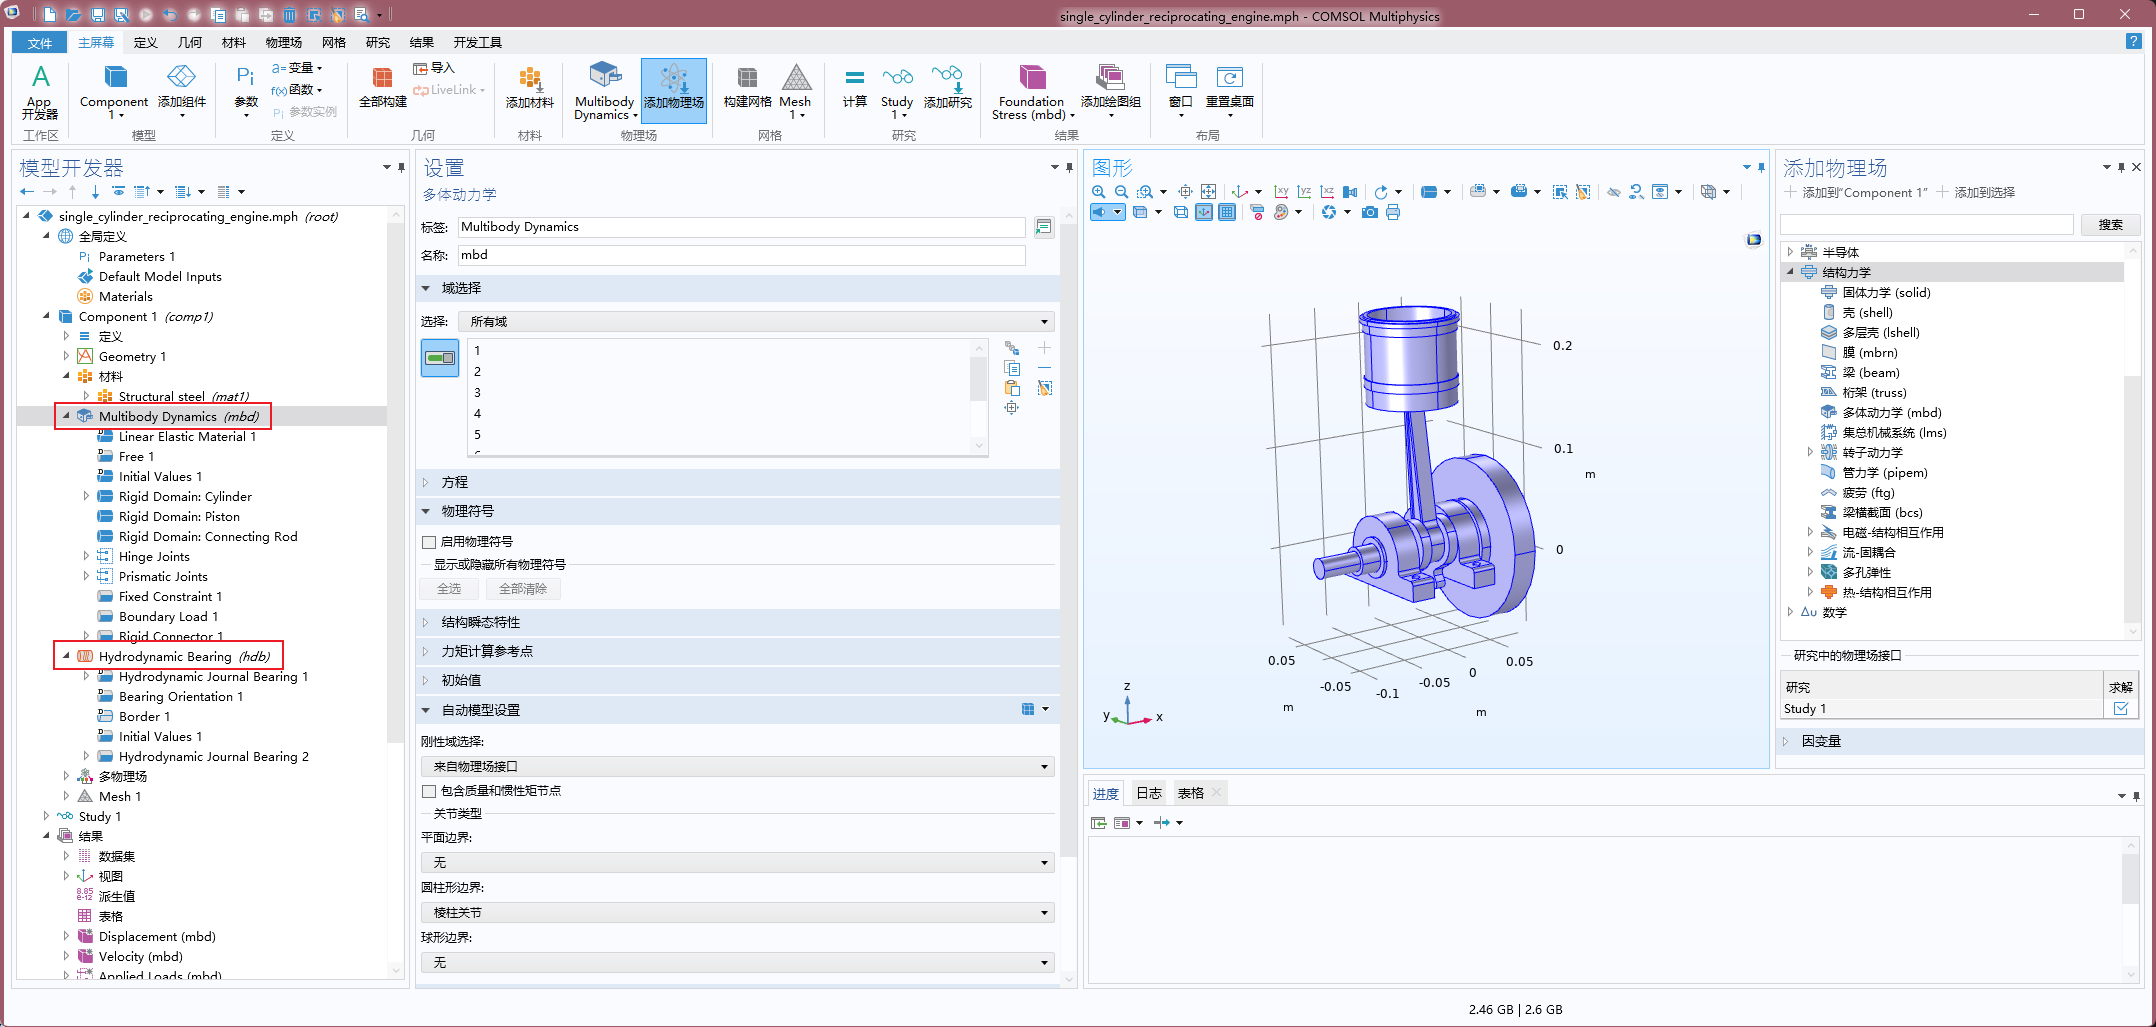 single_cylinder_reciprocating_engine.mph - COMSOL Multiphysics
文件 主屏幕 定义 几何 材料 物理场 网格 研究 结果 开发工具
App 开发器
Component 1
添加组件
Pi
参数
a= 变量
f(x) 函数
Pi 参数实例
全部构建
导入
LiveLink
添加材料
Multibody Dynamics
添加物理场
构建网格
Mesh 1
计算
Study 1
添加研究
Foundation Stress (mbd)
添加绘图组
窗口
重置桌面
工作区 模型 定义 几何 材料 物理场 网格 研究 结果 布局
模型开发器
single_cylinder_reciprocating_engine.mph (root)
全局定义
Pi Parameters 1
Default Model Inputs
Materials
Component 1 (comp1)
定义
Geometry 1
材料
Structural steel (mat1)
Multibody Dynamics (mbd)
Linear Elastic Material 1
Free 1
Initial Values 1
Rigid Domain: Cylinder
Rigid Domain: Piston
Rigid Domain: Connecting Rod
Hinge Joints
Prismatic Joints
Fixed Constraint 1
Boundary Load 1
Rigid Connector 1
Hydrodynamic Bearing (hdb)
Hydrodynamic Journal Bearing 1
Bearing Orientation 1
Border 1
Initial Values 1
Hydrodynamic Journal Bearing 2
多物理场
Mesh 1
Study 1
结果
数据集
视图
8.85 e-12 派生值
表格
Displacement (mbd)
Velocity (mbd)
Applied Loads (mbd)
设置
多体动力学
标签: Multibody Dynamics
名称: mbd
域选择
选择: 所有域
1
2
3
4
5
6
方程
物理符号
启用物理符号
显示或隐藏所有物理符号
全选 全部清除
结构瞬态特性
力矩计算参考点
初始值
自动模型设置
刚性域选择:
来自物理场接口
包含质量和惯性矩节点
关节类型
平面边界:
无
圆柱形边界:
棱柱关节
球形边界:
无
图形
xy yz xz
0.2
0.1
m
0
0.05
-0.05
-0.1
-0.05
0
0.05
m
m
z
y
x
进度 日志 表格
添加物理场
添加到“Component 1” 添加到选择
搜索
半导体
结构力学
固体力学 (solid)
壳 (shell)
多层壳 (lshell)
膜 (mbrn)
梁 (beam)
桁架 (truss)
多体动力学 (mbd)
集总机械系统 (lms)
转子动力学
管力学 (pipem)
疲劳 (ftg)
梁横截面 (bcs)
电磁-结构相互作用
流-固耦合
多孔弹性
热-结构相互作用
Δu 数学
研究中的物理场接口
研究 求解
Study 1
因变量
2.46 GB | 2.6 GB